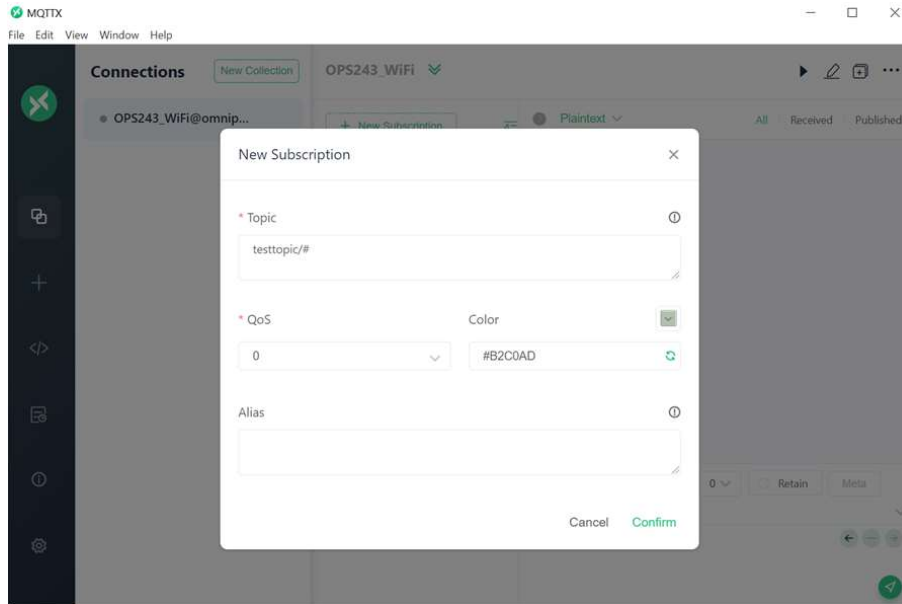 MQTTX
File Edit View Window Help
Connections
New Collection
OPS243_WiFi
OPS243_WiFi@omnip...
+ New Subscription
Plaintext
All Received Published
New Subscription
* Topic
testtopic/#
* QoS
Color
0
#B2C0AD
Alias
0
Retain
Meta
Cancel
Confirm